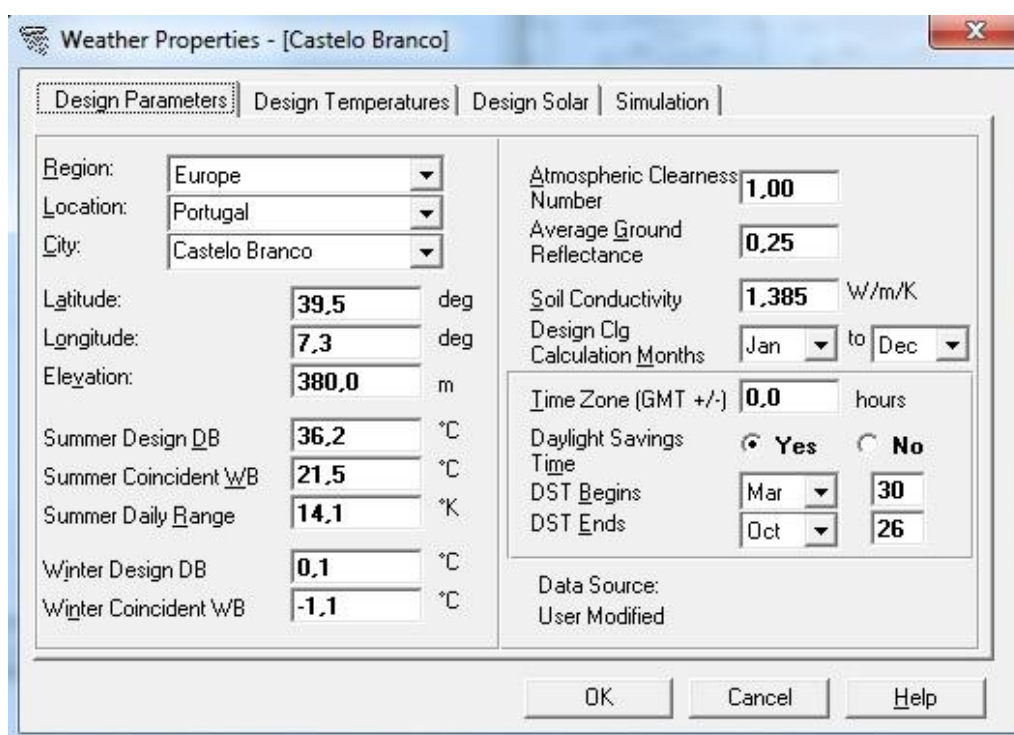 Weather Properties - [Castelo Branco]
Design Parameters Design Temperatures Design Solar Simulation
Region: Europe
Location: Portugal
City: Castelo Branco
Latitude: 39,5 deg
Longitude: 7,3 deg
Elevation: 380,0 m
Summer Design DB 36,2 °C
Summer Coincident WB 21,5 °C
Summer Daily Range 14,1 °K
Winter Design DB 0,1 °C
Winter Coincident WB -1,1 °C
Atmospheric Clearness
Number 1,00
Average Ground
Reflectance 0,25
Soil Conductivity 1,385 W/m/K
Design Clg
Calculation Months Jan to Dec
Time Zone (GMT +/-) 0,0 hours
Daylight Savings
Time Yes No
DST Begins Mar 30
DST Ends Oct 26
Data Source:
User Modified
OK Cancel Help